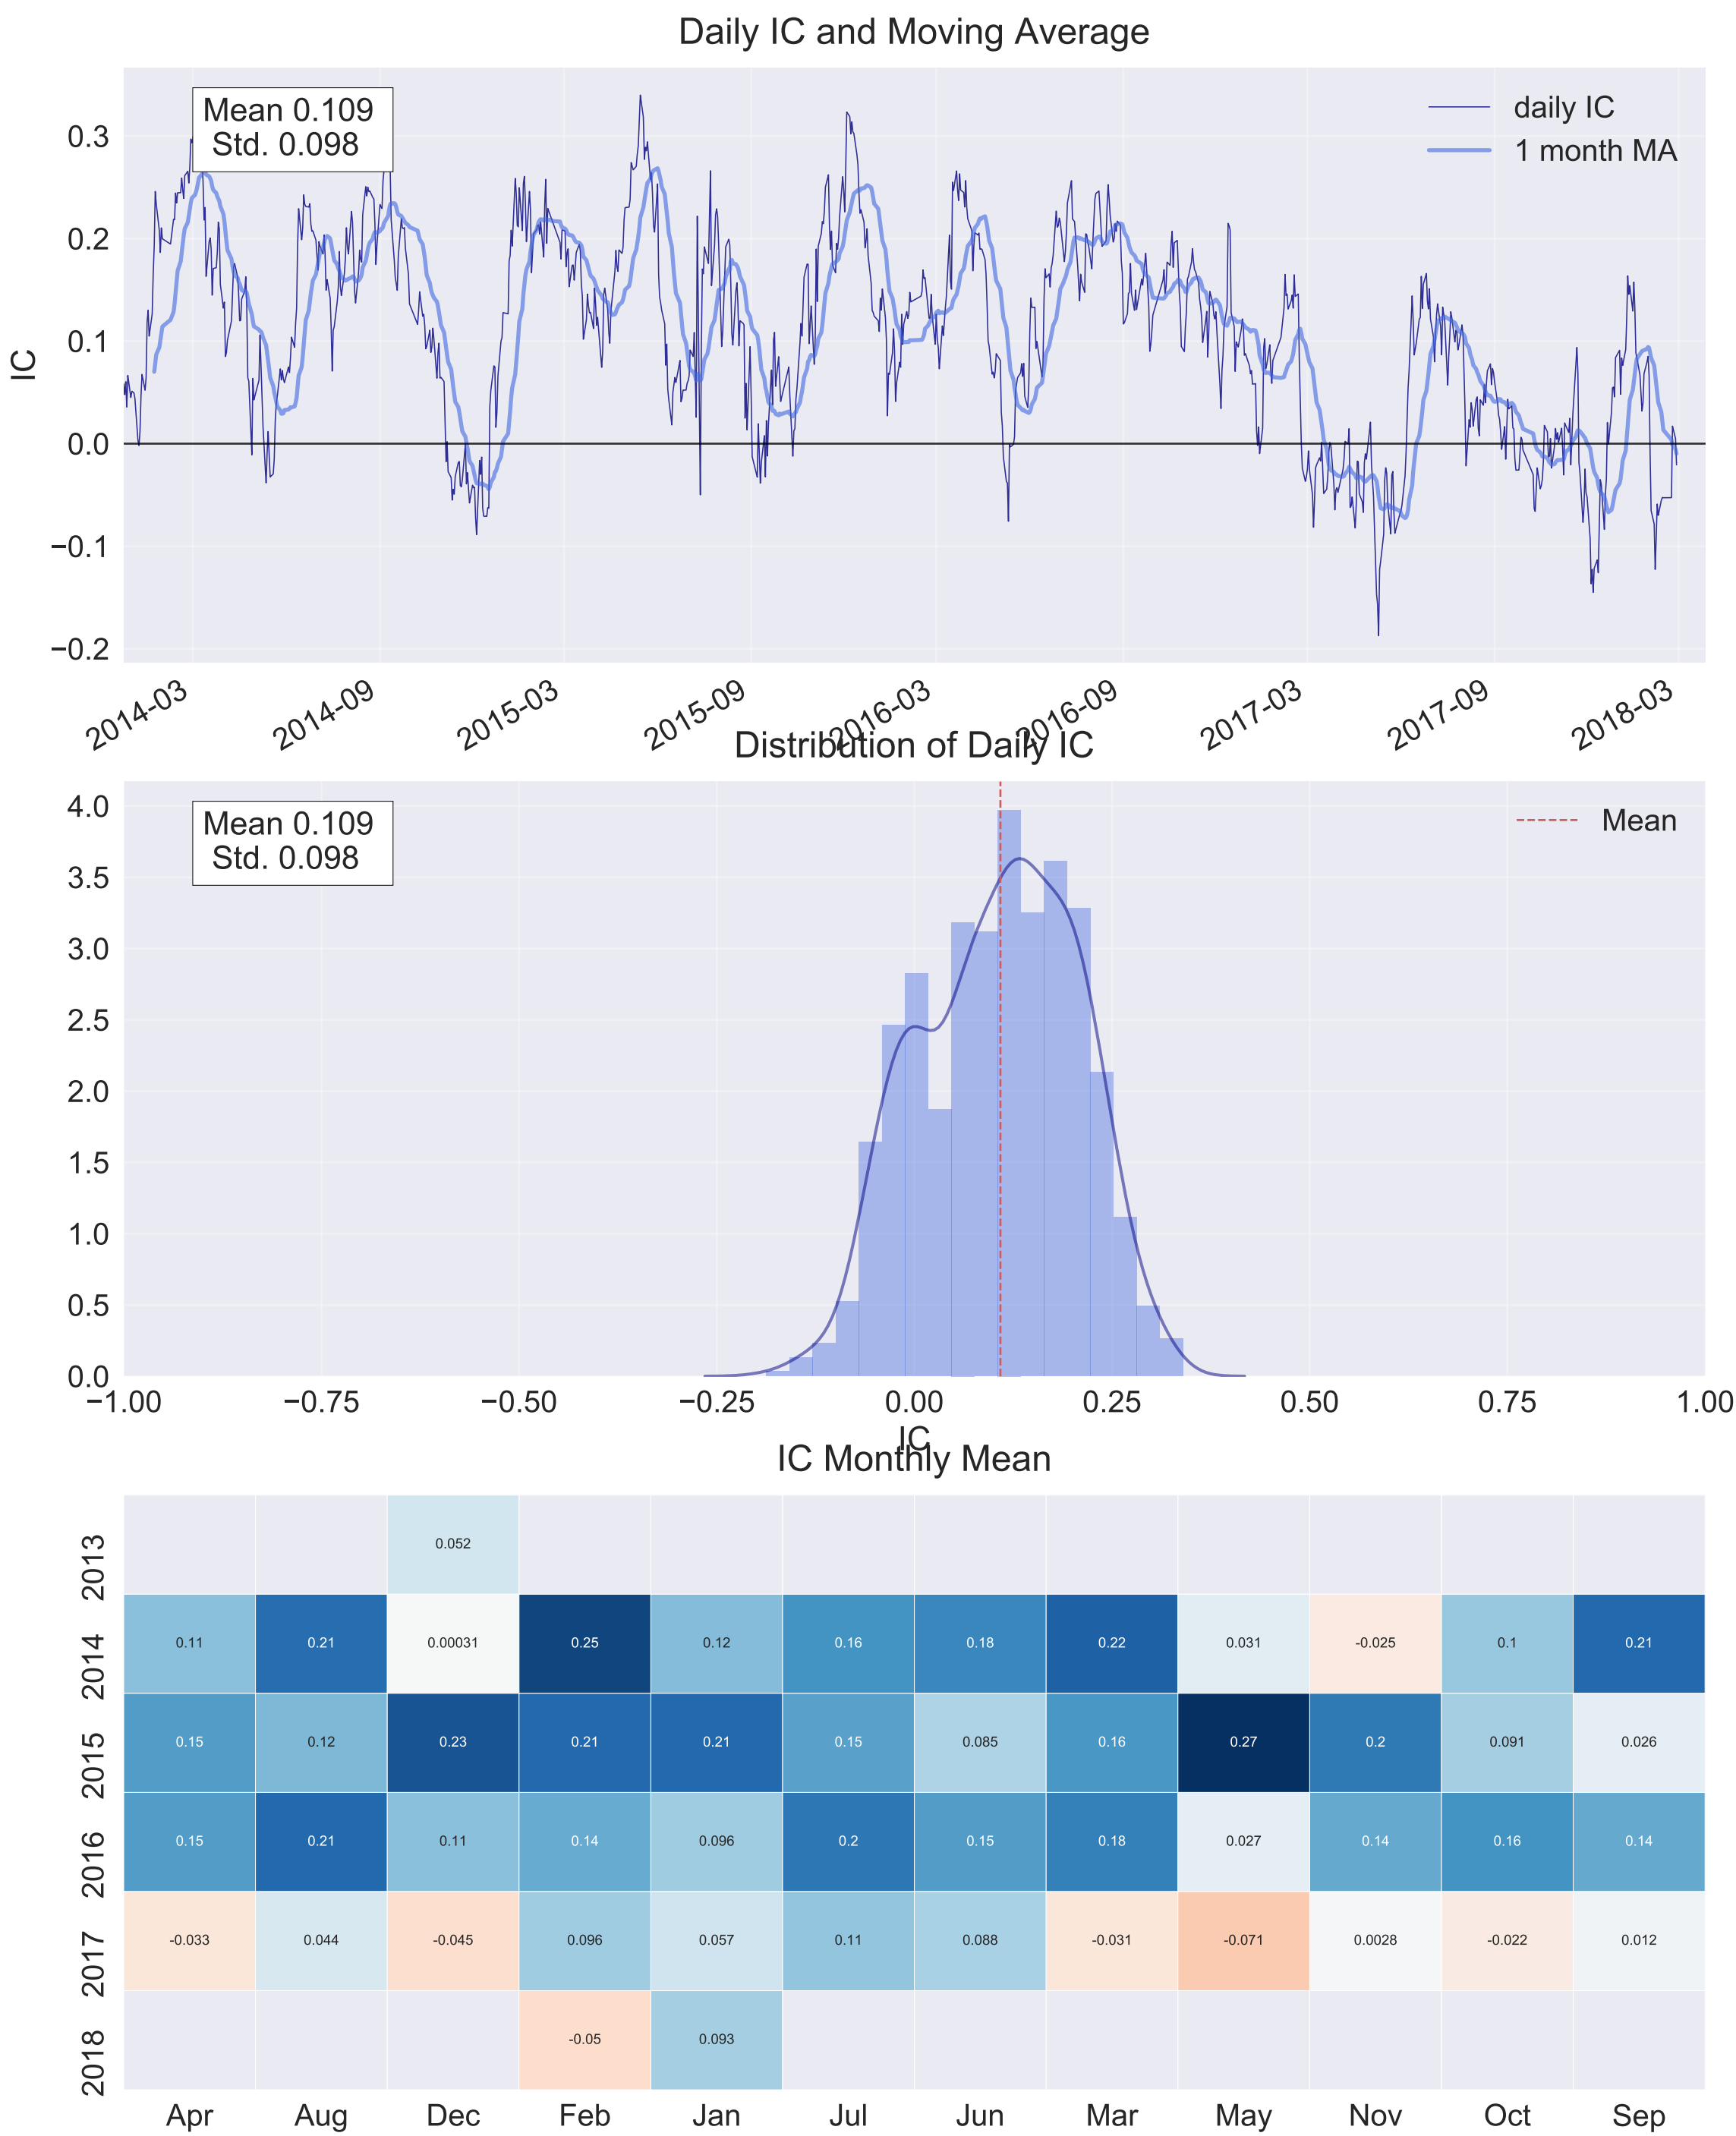 Daily IC and Moving Average
Mean 0.109
Std. 0.098
daily IC
1 month MA
IC
0.3
0.2
0.1
0.0
−0.1
−0.2
2014-03
2014-09
2015-03
2015-09
2016-03
2016-09
2017-03
2017-09
2018-03
Distribution of Daily IC
Mean 0.109
Std. 0.098
Mean
4.0
3.5
3.0
2.5
2.0
1.5
1.0
0.5
0.0
−1.00 −0.75 −0.50 −0.25 0.00 0.25 0.50 0.75 1.00
IC
IC Monthly Mean
2013 0.052
2014 0.11 0.21 0.00031 0.25 0.12 0.16 0.18 0.22 0.031 -0.025 0.1 0.21
2015 0.15 0.12 0.23 0.21 0.21 0.15 0.085 0.16 0.27 0.2 0.091 0.026
2016 0.15 0.21 0.11 0.14 0.096 0.2 0.15 0.18 0.027 0.14 0.16 0.14
2017 -0.033 0.044 -0.045 0.096 0.057 0.11 0.088 -0.031 -0.071 0.0028 -0.022 0.012
2018 -0.05 0.093
Apr Aug Dec Feb Jan Jul Jun Mar May Nov Oct Sep